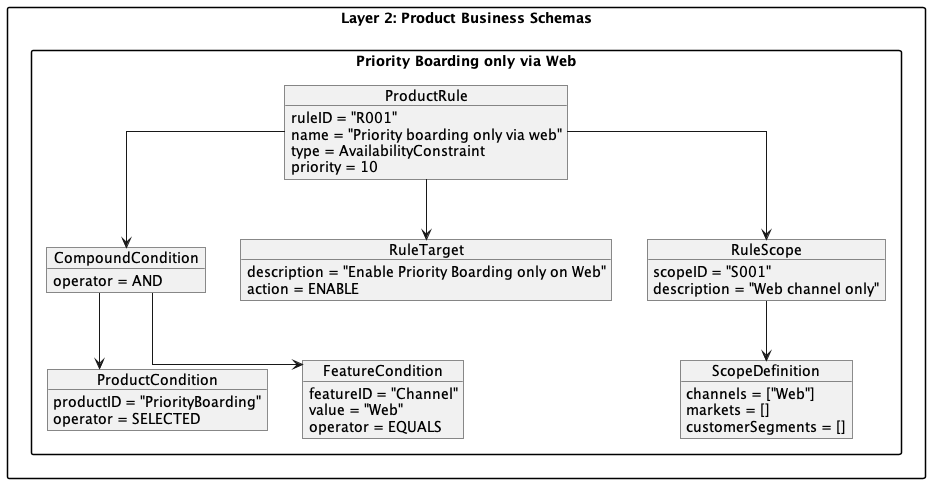 Layer 2: Product Business Schemas
Priority Boarding only via Web
ProductRule
ruleID = "R001"
name = "Priority boarding only via web"
type = AvailabilityConstraint
priority = 10
CompoundCondition
operator = AND
RuleTarget
description = "Enable Priority Boarding only on Web"
action = ENABLE
RuleScope
scopeID = "S001"
description = "Web channel only"
ProductCondition
productID = "PriorityBoarding"
operator = SELECTED
FeatureCondition
featureID = "Channel"
value = "Web"
operator = EQUALS
ScopeDefinition
channels = ["Web"]
markets = []
customerSegments = []